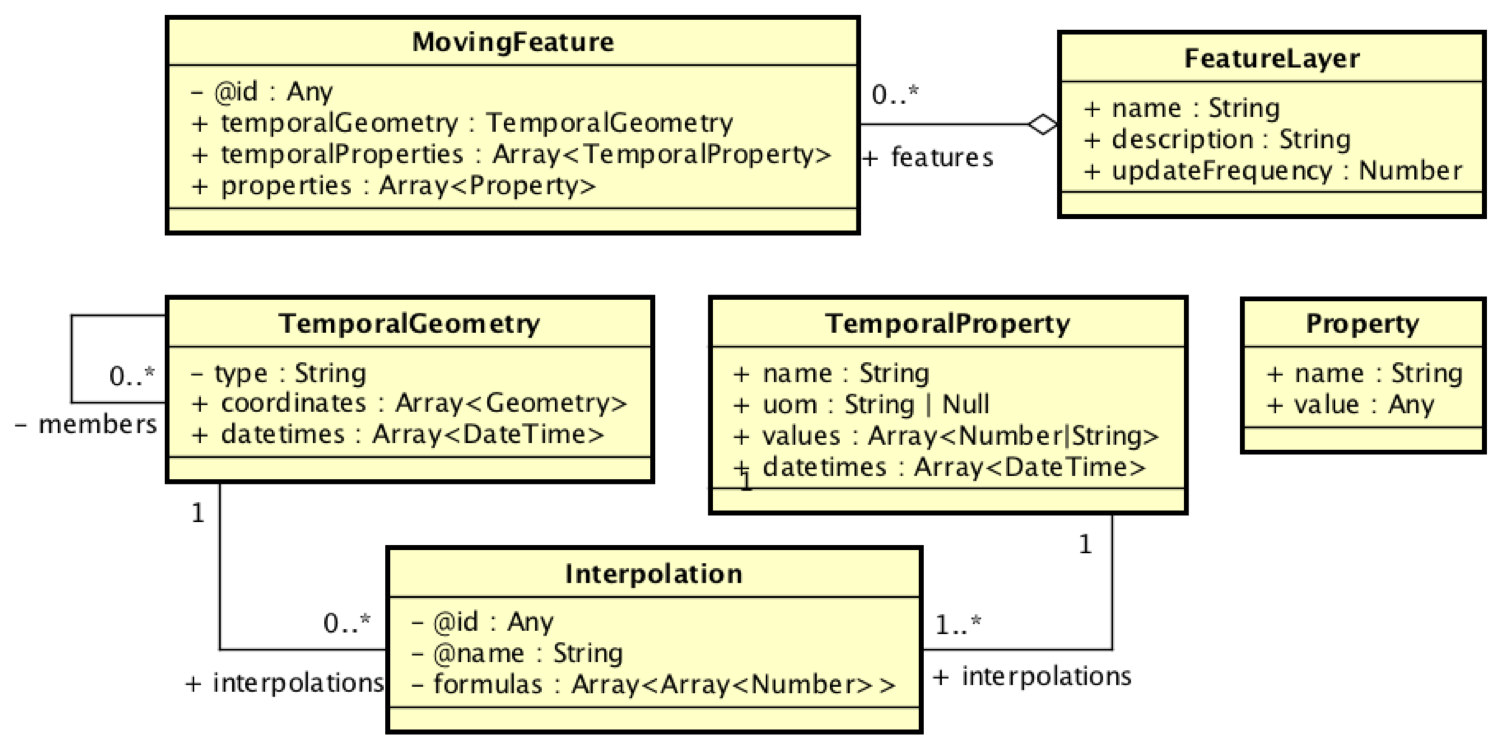 MovingFeature
- @id : Any
+ temporalGeometry : TemporalGeometry
+ temporalProperties : Array<TemporalProperty>
+ properties : Array<Property>
0..*
+ features
FeatureLayer
+ name : String
+ description : String
+ updateFrequency : Number
TemporalGeometry
- type : String
+ coordinates : Array<Geometry>
+ datetimes : Array<DateTime>
0..*
- members
TemporalProperty
+ name : String
+ uom : String | Null
+ values : Array<Number|String>
+ datetimes : Array<DateTime>
1
Property
+ name : String
+ value : Any
1
0..*
+ interpolations
Interpolation
- @id : Any
- @name : String
- formulas : Array<Array<Number>>
1
1..*
+ interpolations